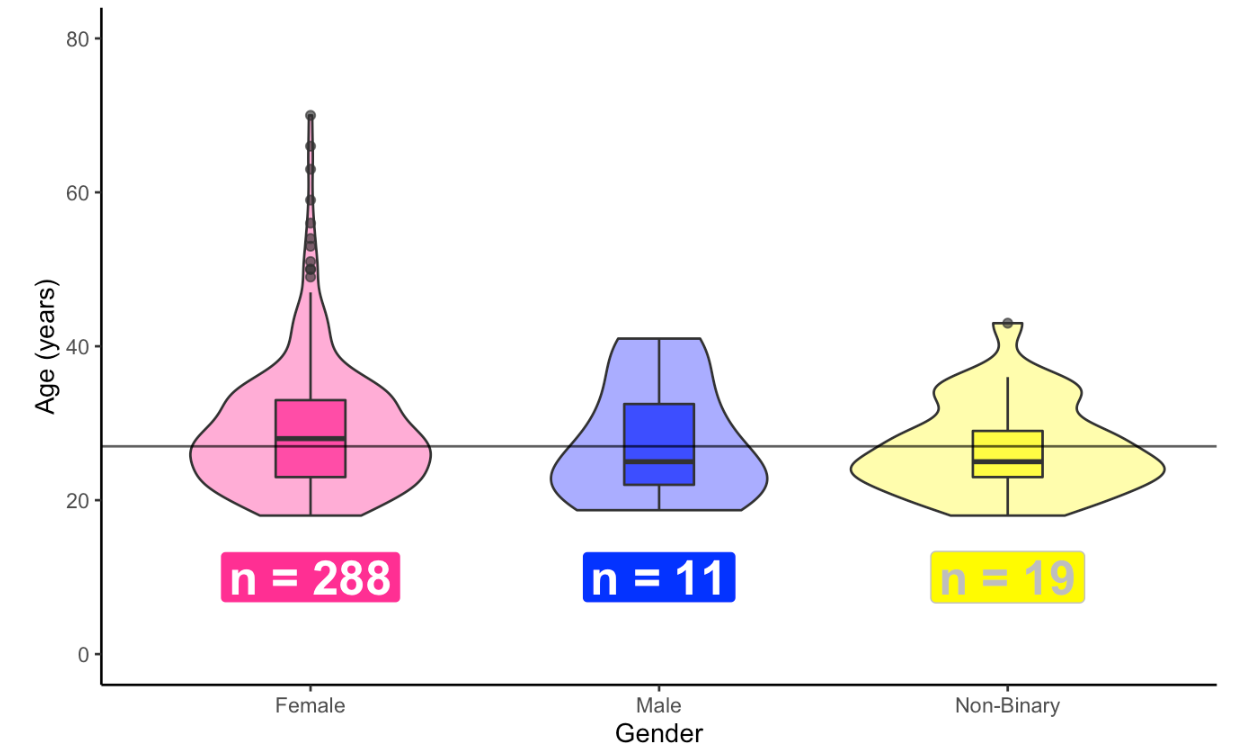 80
60
40
20
0
Age (years)
n = 288
n = 11
n = 19
Female
Male
Non-Binary
Gender